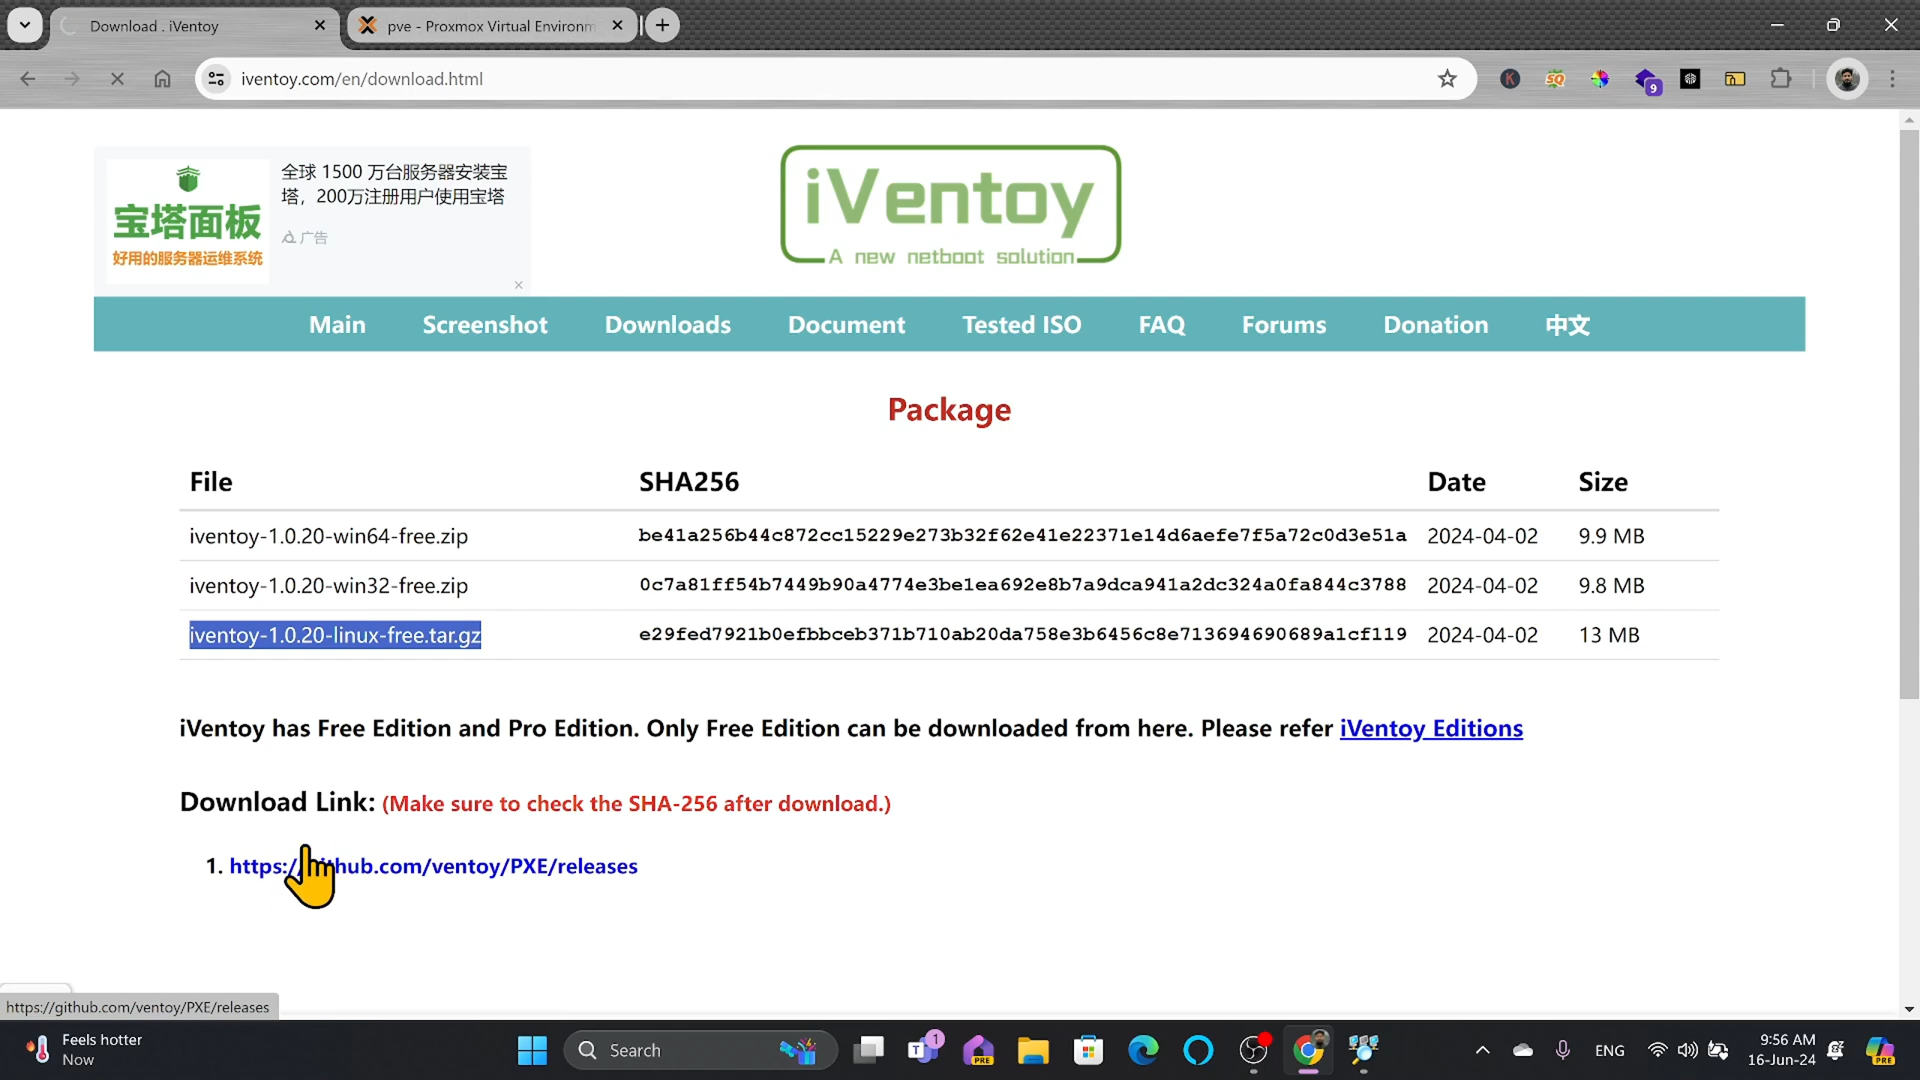 Download . iVentoy
pve - Proxmox Virtual Environm
iventoy.com/en/download.html
K
SQ
9
宝塔面板
好用的服务器运维系统
全球 1500 万台服务器安装宝
塔，200万注册用户使用宝塔
广告
iVentoy
A new netboot solution
Main Screenshot Downloads Document Tested ISO FAQ Forums Donation 中文
Package
File SHA256 Date Size
iventoy-1.0.20-win64-free.zip be41a256b44c872cc15229e273b32f62e41e22371e14d6aefe7f5a72c0d3e51a 2024-04-02 9.9 MB
iventoy-1.0.20-win32-free.zip 0c7a81ff54b7449b90a4774e3be1ea692e8b7a9dca941a2dc324a0fa844c3788 2024-04-02 9.8 MB
iventoy-1.0.20-linux-free.tar.gz e29fed7921b0efbbceb371b710ab20da758e3b6456c8e713694690689a1cf119 2024-04-02 13 MB
iVentoy has Free Edition and Pro Edition. Only Free Edition can be downloaded from here. Please refer iVentoy Editions
Download Link: (Make sure to check the SHA-256 after download.)
1. https://github.com/ventoy/PXE/releases
https://github.com/ventoy/PXE/releases
Feels hotter
Now
Search
T
1
PRE
ENG
9:56 AM
16-Jun-24
PRE